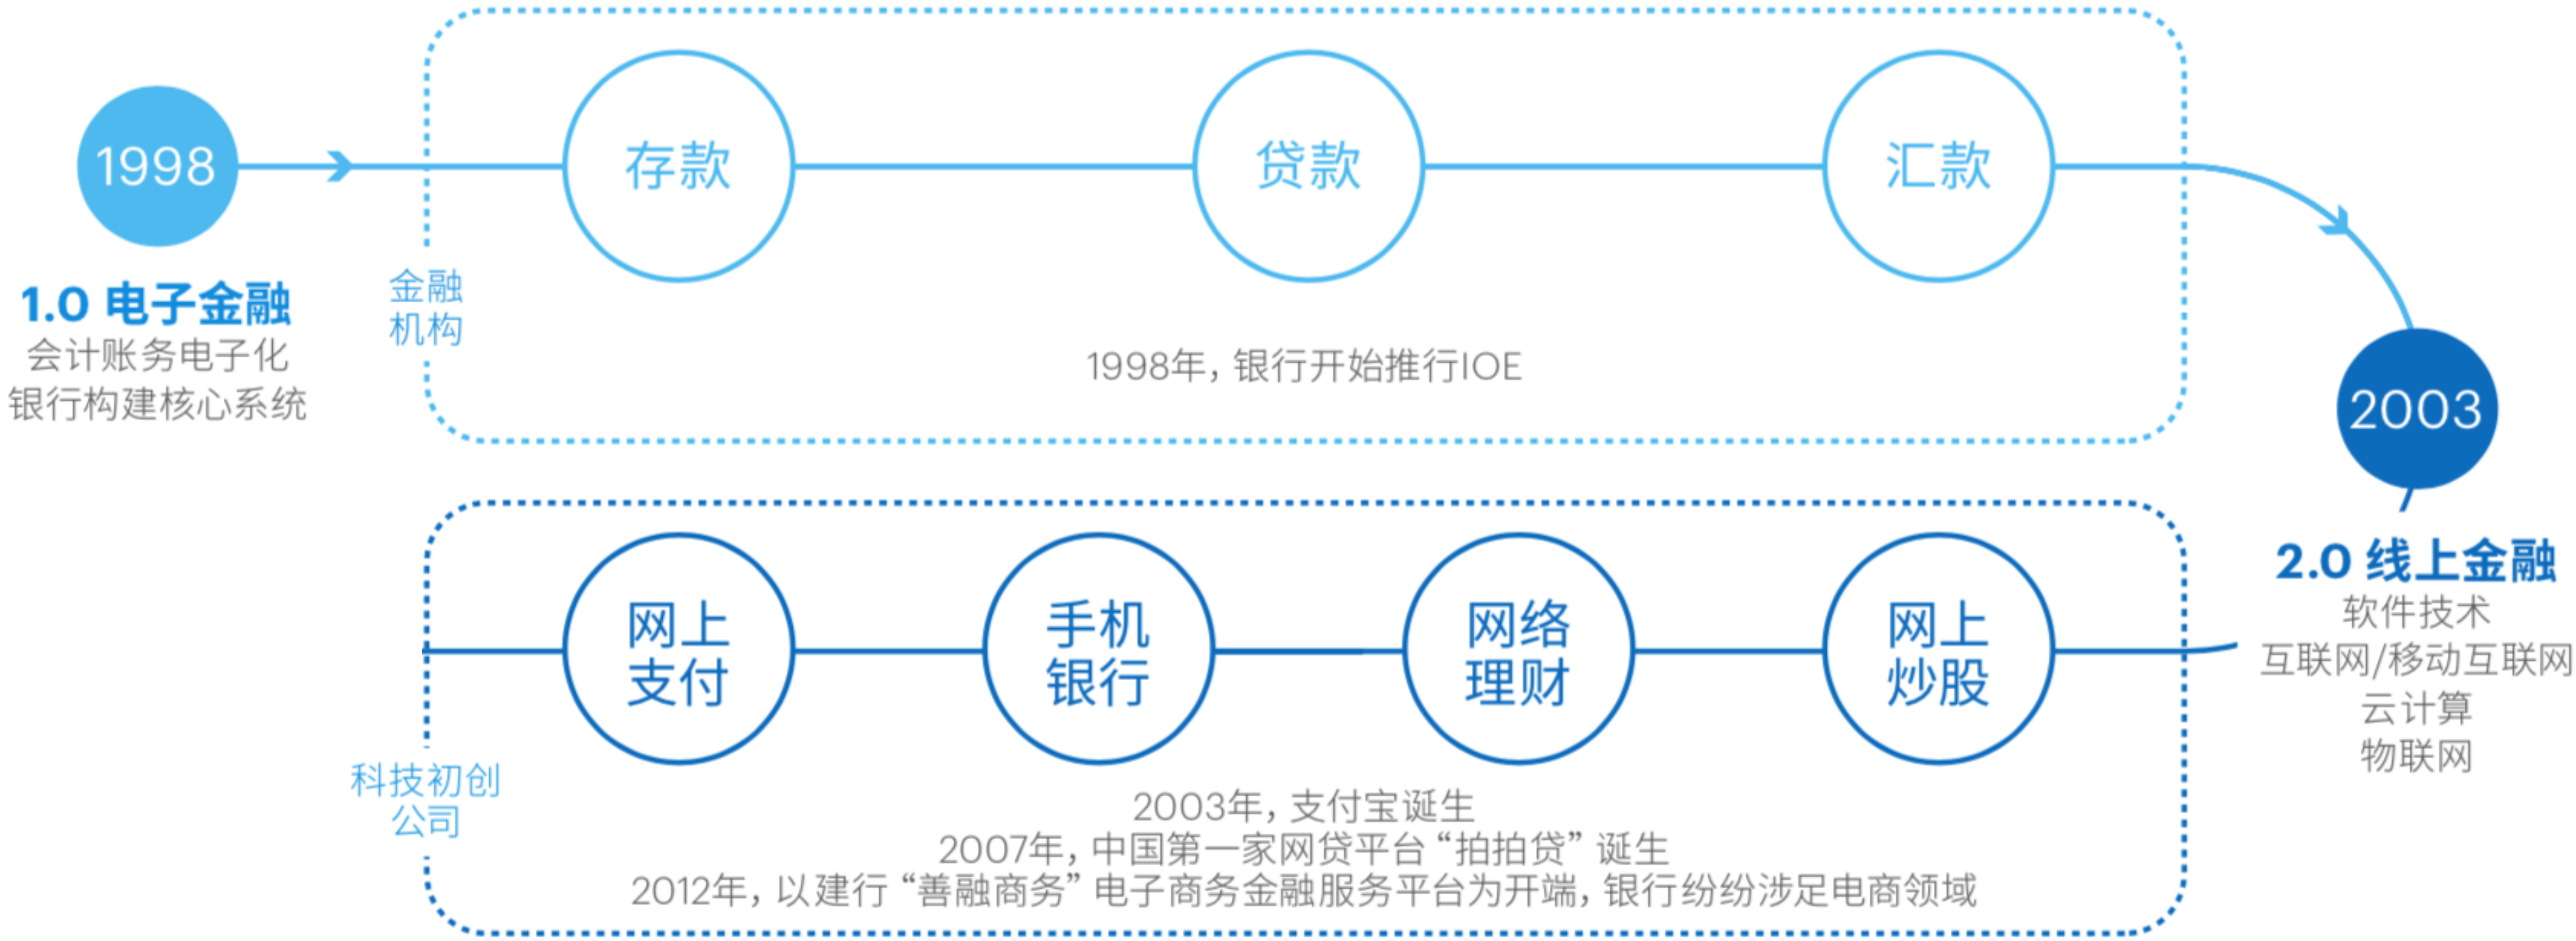 1998
存款
贷款
汇款
1.0 电子金融
会计账务电子化
银行构建核心系统
金融
机构
1998年，银行开始推行IOE
2003
2.0 线上金融
软件技术
互联网/移动互联网
云计算
物联网
网上
支付
手机
银行
网络
理财
网上
炒股
科技初创
公司
2003年，支付宝诞生
2007年，中国第一家网贷平台“拍拍贷”诞生
2012年，以建行“善融商务”电子商务金融服务平台为开端，银行纷纷涉足电商领域